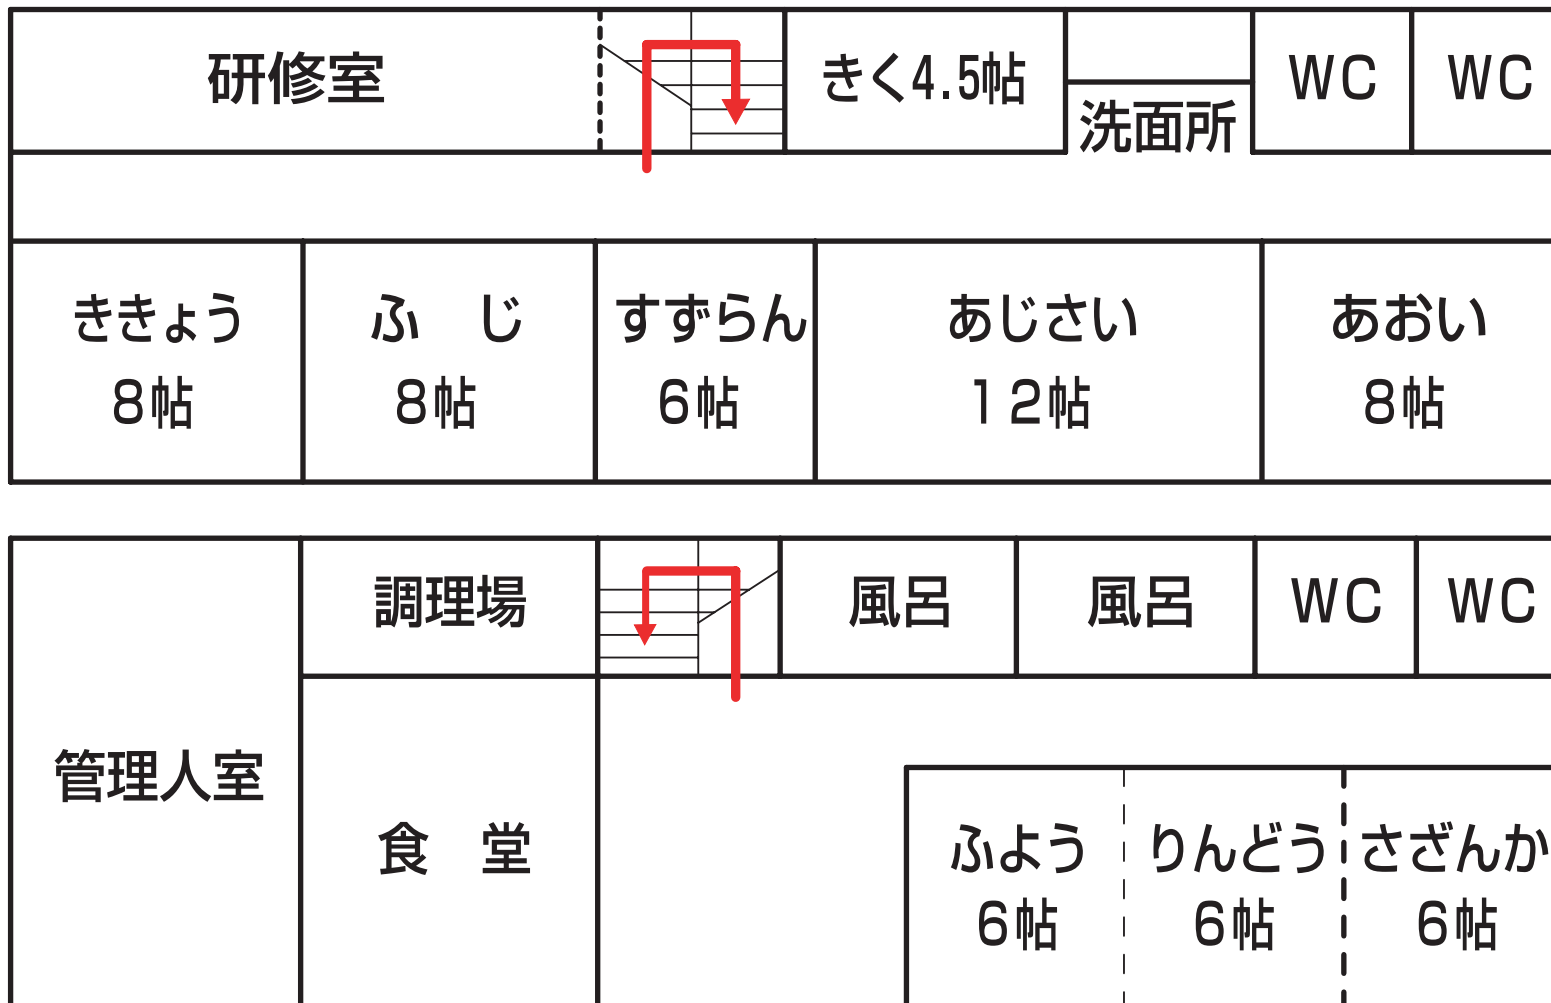 研修室
きく4.5帖
洗面所
WC
WC
ききょう
8帖
ふ じ
8帖
すずらん
6帖
あじさい
12帖
あおい
8帖
調理場
風呂
風呂
WC
WC
管理人室
食 堂
ふよう
6帖
りんどう
6帖
さざんか
6帖